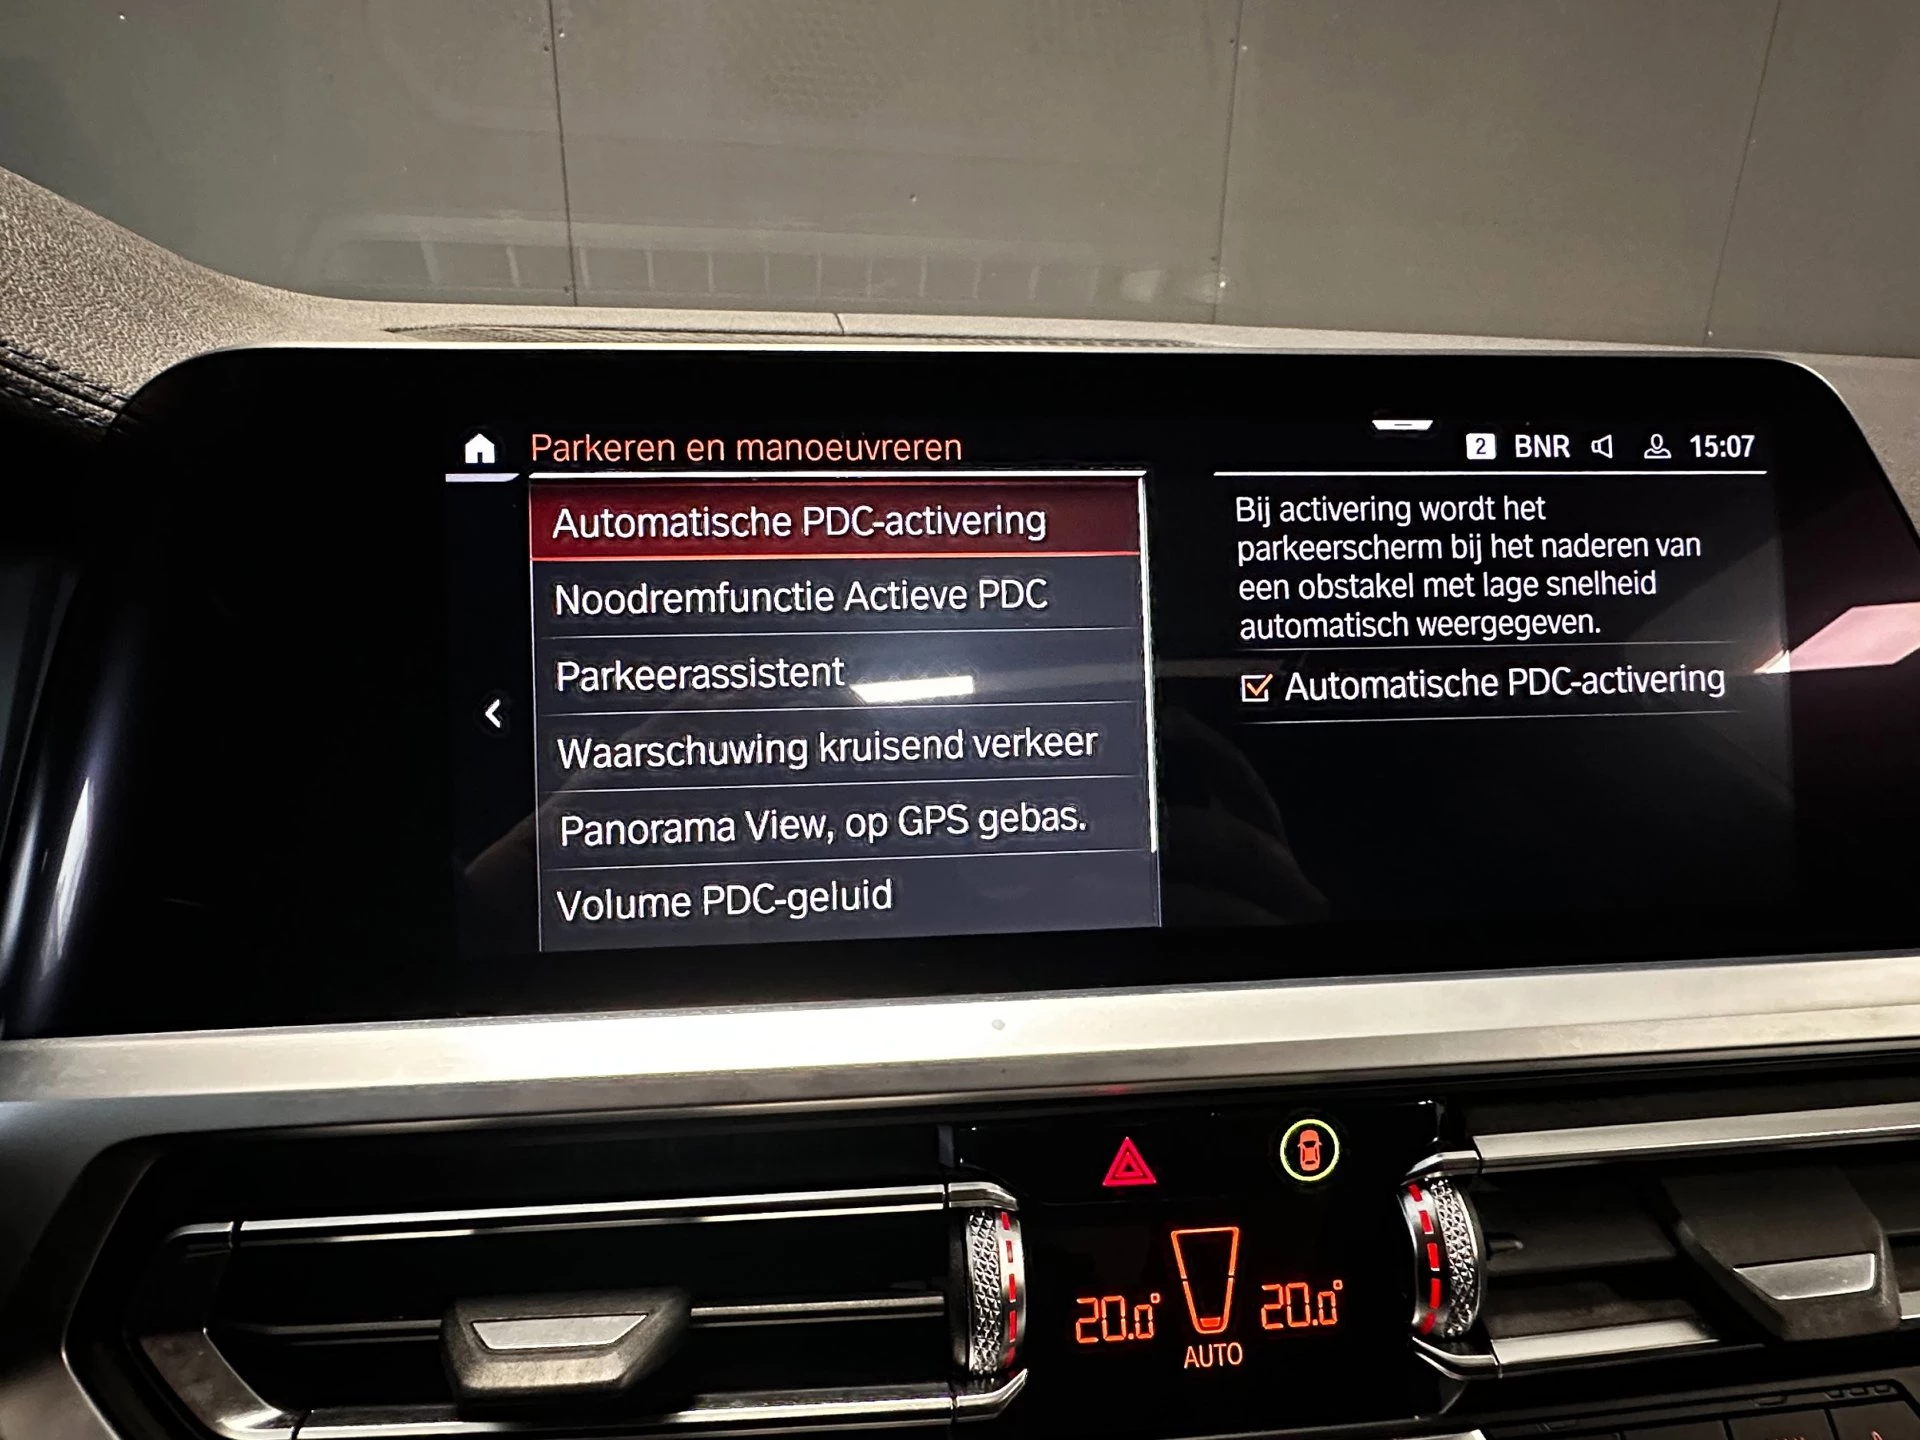 Parkeren en manoeuvreren
2 BNR 15:07
Automatische PDC-activering
Noodremfunctie Actieve PDC
Parkeerassistent
Waarschuwing kruisend verkeer
Panorama View, op GPS gebas.
Volume PDC-geluid
Bij activering wordt het
parkeerscherm bij het naderen van
een obstakel met lage snelheid
automatisch weergegeven.
Automatische PDC-activering
20.0° 20.0°
AUTO